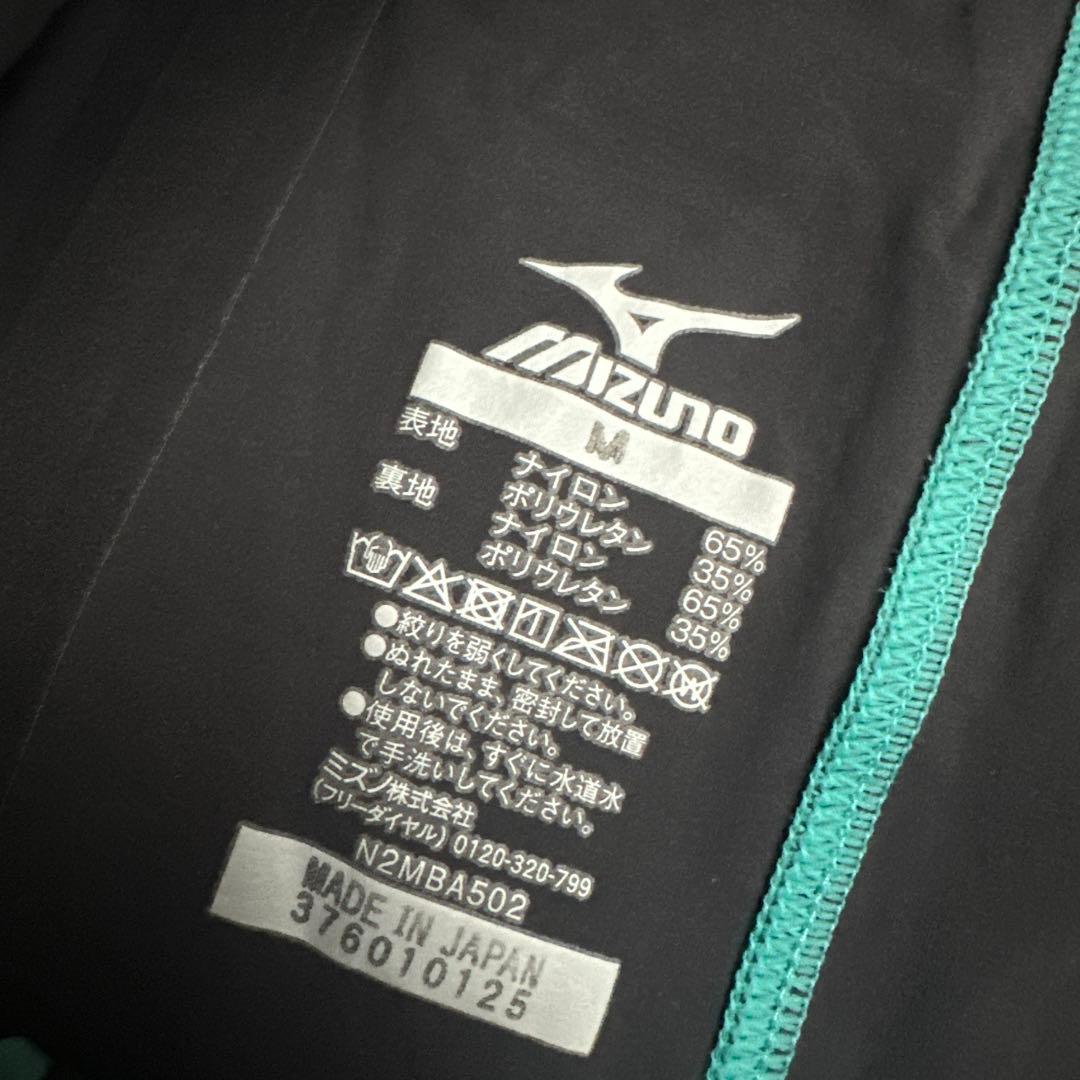 MIZUNO
M
表地 ナイロン 65%
ポリウレタン 35%
裏地 ナイロン 65%
ポリウレタン 35%
●絞りを弱くしてください。
●ぬれたまま、密封して放置
しないでください。
●使用後は、すぐに水道水
で手洗いしてください。
ミズノ株式会社
(フリーダイヤル) 0120-320-799
N2MBA502
MADE IN JAPAN
376010125